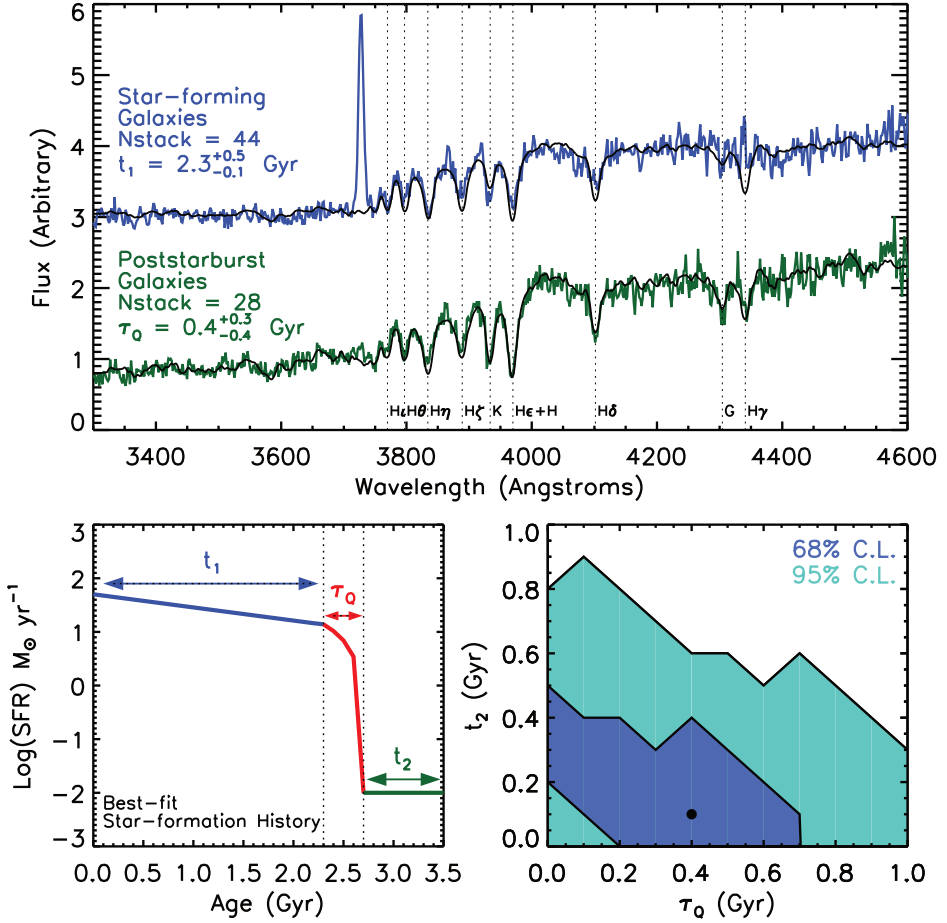 6
5
4
3
2
1
0
Flux (Arbitrary)
Star-forming
Galaxies
Nstack = 44
t₁ = 2.3+0.5−0.1 Gyr
Poststarburst
Galaxies
Nstack = 28
τQ = 0.4+0.3−0.4 Gyr
Hι Hθ Hη Hζ K Hϵ+H Hδ G Hγ
3400 3600 3800 4000 4200 4400 4600
Wavelength (Angstroms)
3
2
1
0
−1
−2
−3
Log(SFR) M⊙ yr⁻¹
t₁
τQ
t₂
Best-fit
Star-formation History
0.0 0.5 1.0 1.5 2.0 2.5 3.0 3.5
Age (Gyr)
1.0
0.8
0.6
0.4
0.2
0.0
t₂ (Gyr)
68% C.L.
95% C.L.
0.0 0.2 0.4 0.6 0.8 1.0
τQ (Gyr)